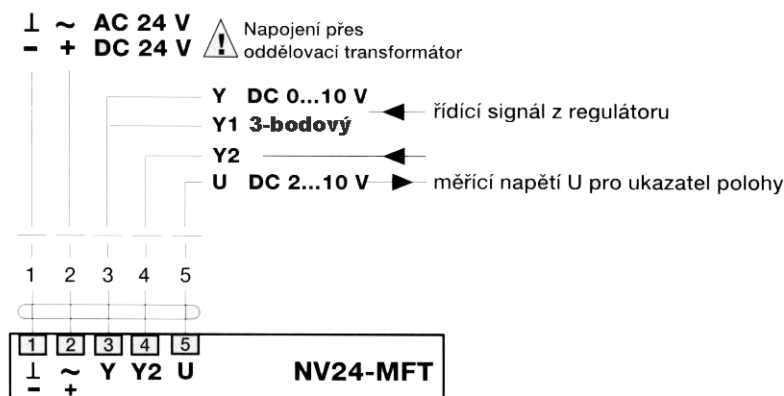 ⊥ ~ AC 24 V
– + DC 24 V
Napojení přes
oddělovací transformátor
Y DC 0...10 V
řídící signál z regulátoru
Y1 3-bodový
Y2
U DC 2...10 V
měřící napětí U pro ukazatel polohy
1 2 3 4 5
1 2 3 4 5
⊥ ~ Y Y2 U
– +
NV24-MFT